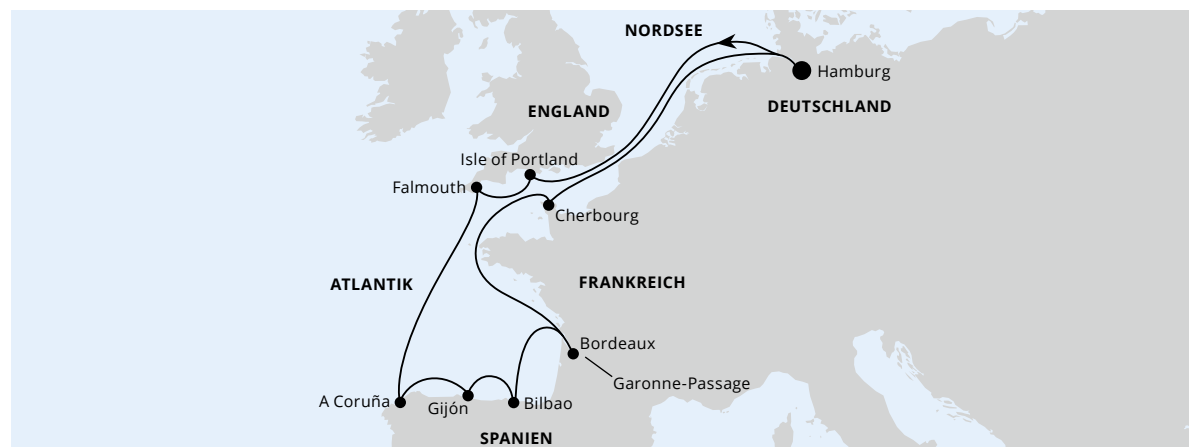 NORDSEE
Hamburg
DEUTSCHLAND
ENGLAND
Isle of Portland
Falmouth
Cherbourg
ATLANTIK
FRANKREICH
Bordeaux
Garonne-Passage
A Coruña
Gijón
Bilbao
SPANIEN